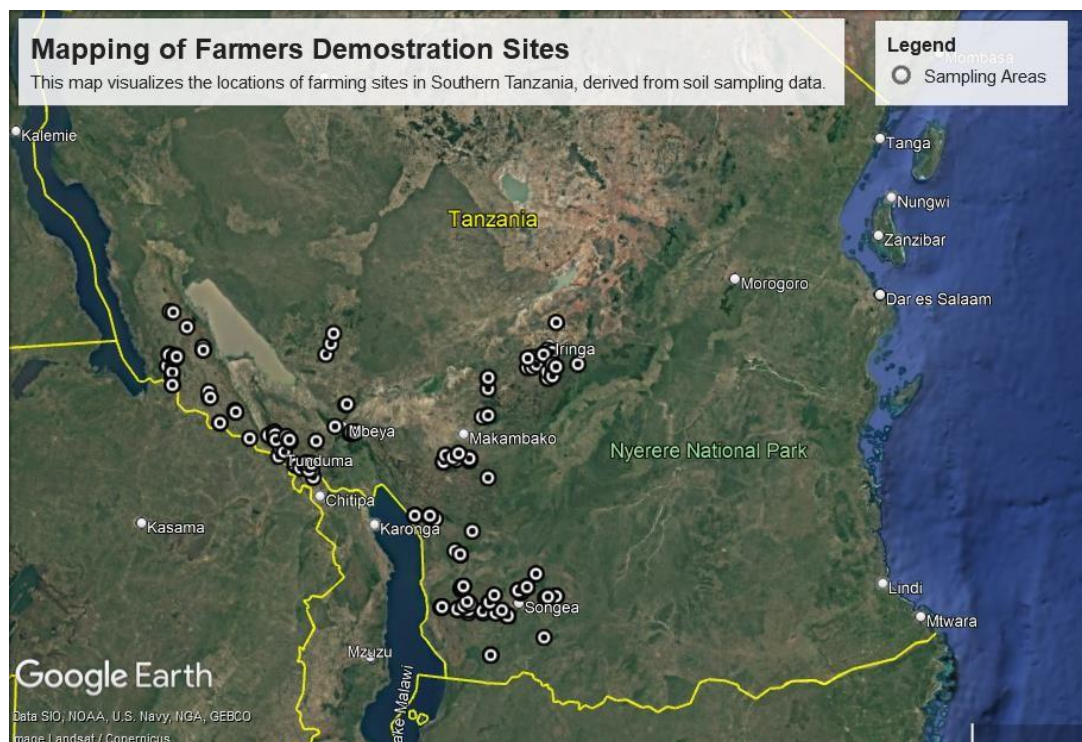 Mapping of Farmers Demostration Sites
This map visualizes the locations of farming sites in Southern Tanzania, derived from soil sampling data.
Legend
Mombasa
Sampling Areas
Kalemie
Tanga
Nungwi
Tanzania
Zanzibar
Morogoro
Dar es Salaam
Iringa
Mbeya
Makambako
Nyerere National Park
Tunduma
Chitipa
Kasama
Karonga
Lindi
Songea
Mtwara
Mzuzu
Google Earth
Lake Malawi
Data SIO, NOAA, U.S. Navy, NGA, GEBCO
Image Landsat / Copernicus